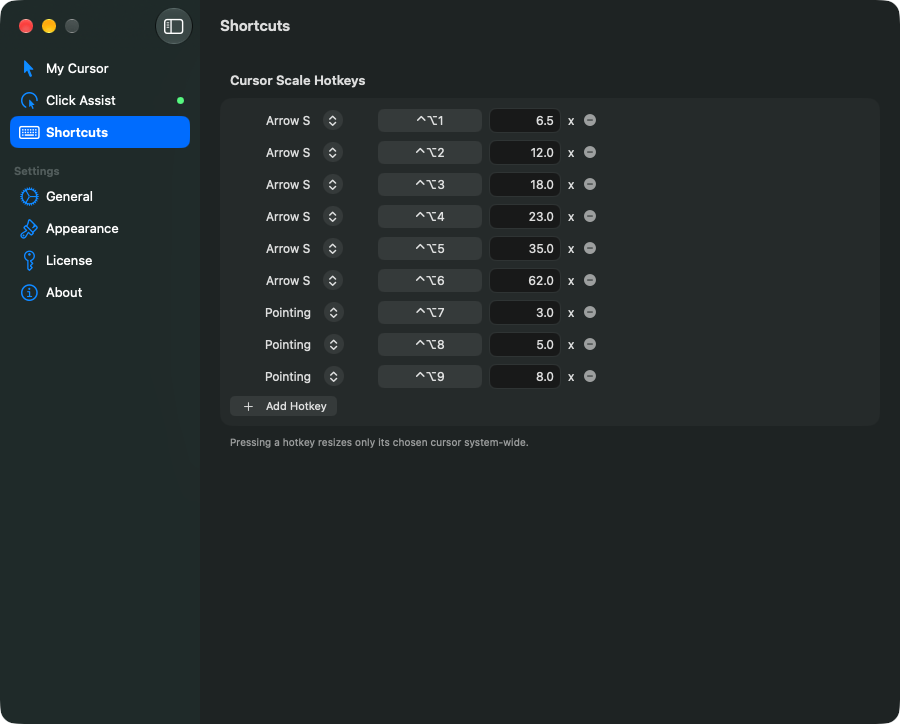 Shortcuts
My Cursor
Click Assist
Shortcuts
Settings
General
Appearance
License
About
Cursor Scale Hotkeys
Arrow S ⌃⌥1 6.5 x
Arrow S ⌃⌥2 12.0 x
Arrow S ⌃⌥3 18.0 x
Arrow S ⌃⌥4 23.0 x
Arrow S ⌃⌥5 35.0 x
Arrow S ⌃⌥6 62.0 x
Pointing ⌃⌥7 3.0 x
Pointing ⌃⌥8 5.0 x
Pointing ⌃⌥9 8.0 x
+ Add Hotkey
Pressing a hotkey resizes only its chosen cursor system-wide.